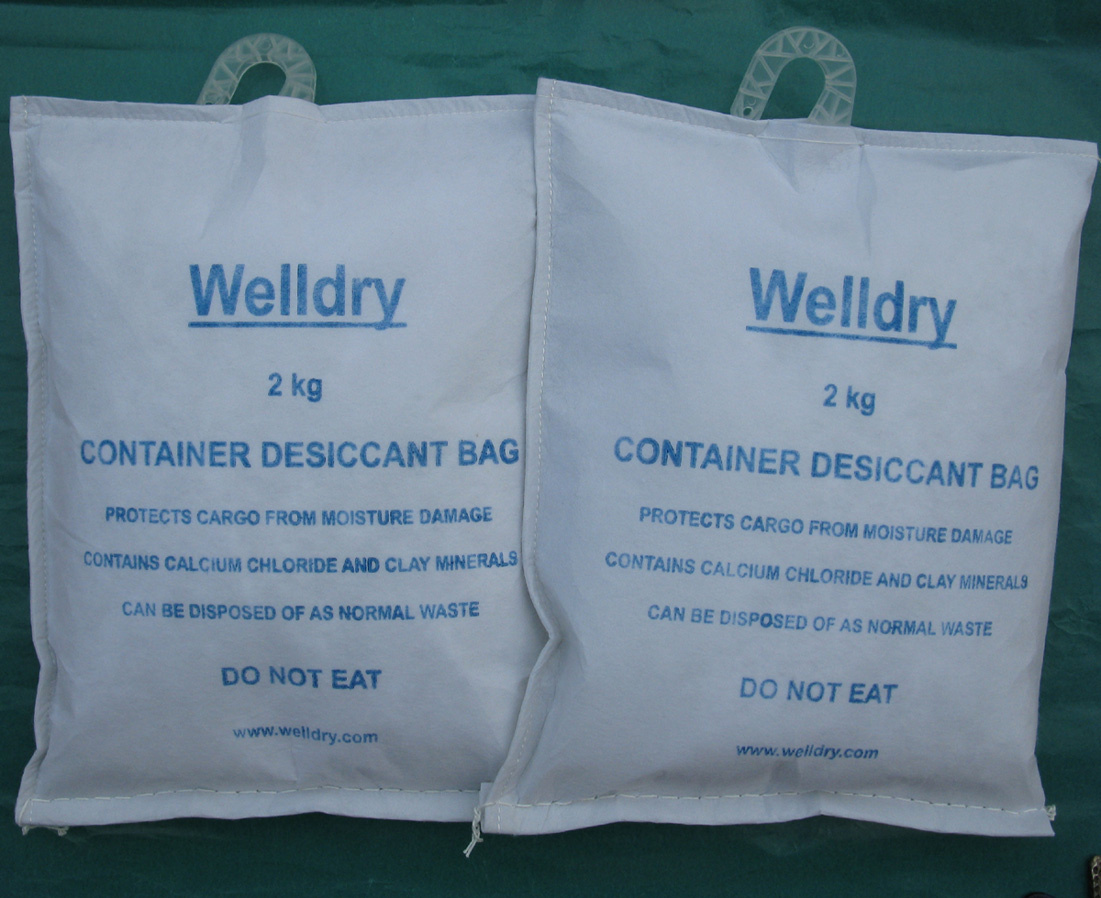 Welldry
2 kg
CONTAINER DESICCANT BAG
PROTECTS CARGO FROM MOISTURE DAMAGE
CONTAINS CALCIUM CHLORIDE AND CLAY MINERALS
CAN BE DISPOSED OF AS NORMAL WASTE
DO NOT EAT
www.welldry.com
Welldry
2 kg
CONTAINER DESICCANT BAG
PROTECTS CARGO FROM MOISTURE DAMAGE
CONTAINS CALCIUM CHLORIDE AND CLAY MINERALS
CAN BE DISPOSED OF AS NORMAL WASTE
DO NOT EAT
www.welldry.com